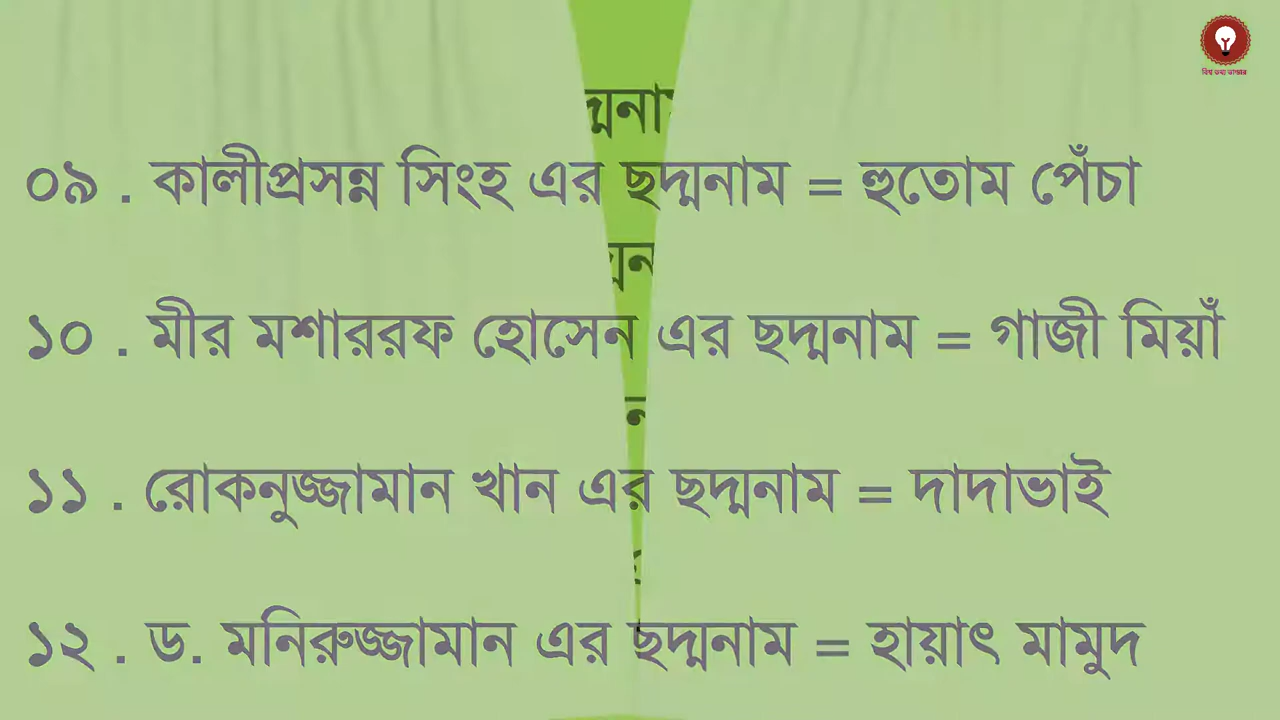 বিশ্ব তথ্য ভান্ডার
০৯ . কালীপ্রসন্ন সিংহ এর ছদ্মনাম = হুতোম পেঁচা
১০ . মীর মশাররফ হোসেন এর ছদ্মনাম = গাজী মিয়াঁ
১১ . রোকনুজ্জামান খান এর ছদ্মনাম = দাদাভাই
১২ . ড. মনিরুজ্জামান এর ছদ্মনাম = হায়াৎ মামুদ